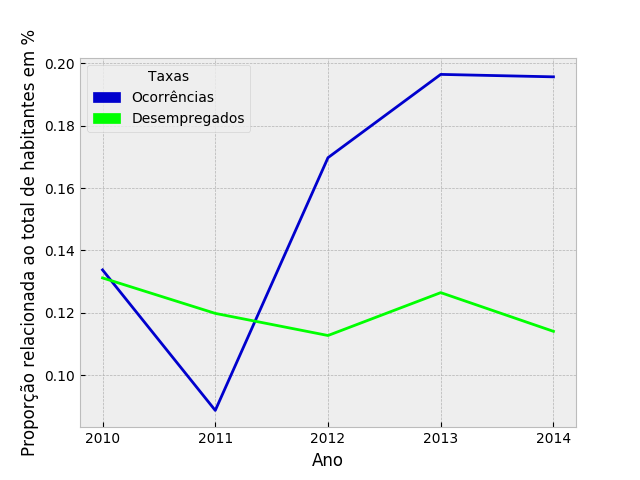 Proporção relacionada ao total de habitantes em %
0.20
0.18
0.16
0.14
0.12
0.10
Taxas
Ocorrências
Desempregados
2010 2011 2012 2013 2014
Ano